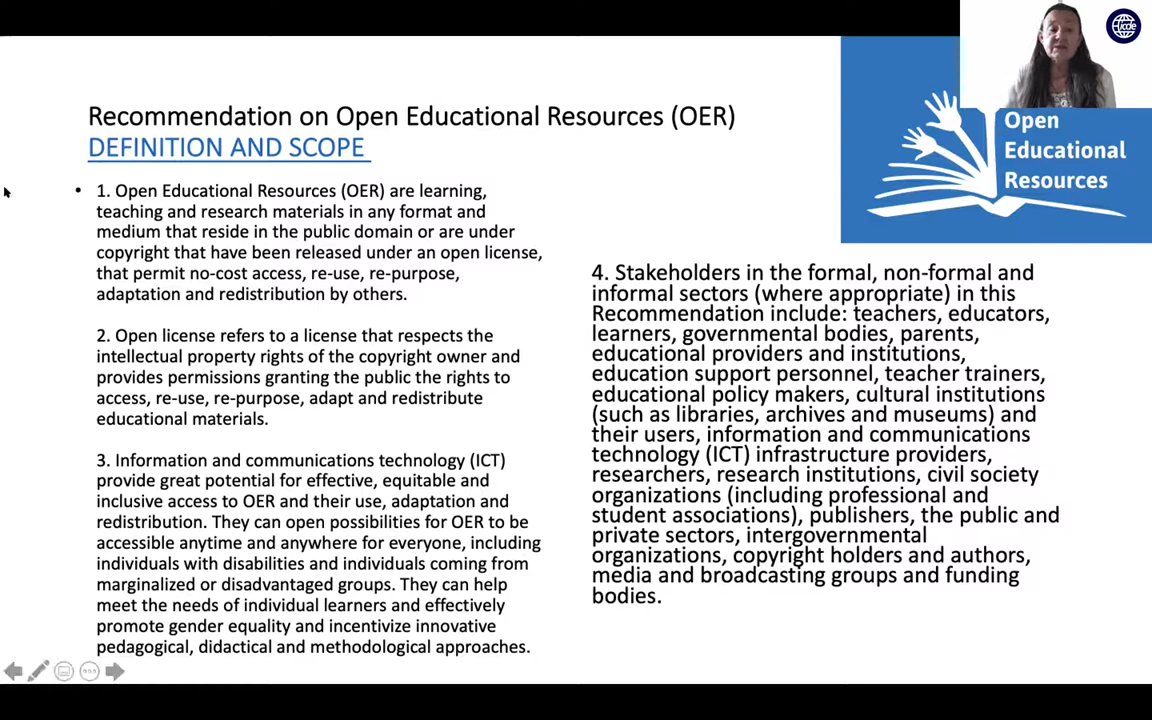 icde
Open
Educational
Resources
Recommendation on Open Educational Resources (OER)
DEFINITION AND SCOPE
• 1. Open Educational Resources (OER) are learning,
teaching and research materials in any format and
medium that reside in the public domain or are under
copyright that have been released under an open license,
that permit no-cost access, re-use, re-purpose,
adaptation and redistribution by others.
2. Open license refers to a license that respects the
intellectual property rights of the copyright owner and
provides permissions granting the public the rights to
access, re-use, re-purpose, adapt and redistribute
educational materials.
3. Information and communications technology (ICT)
provide great potential for effective, equitable and
inclusive access to OER and their use, adaptation and
redistribution. They can open possibilities for OER to be
accessible anytime and anywhere for everyone, including
individuals with disabilities and individuals coming from
marginalized or disadvantaged groups. They can help
meet the needs of individual learners and effectively
promote gender equality and incentivize innovative
pedagogical, didactical and methodological approaches.
4. Stakeholders in the formal, non-formal and
informal sectors (where appropriate) in this
Recommendation include: teachers, educators,
learners, governmental bodies, parents,
educational providers and institutions,
education support personnel, teacher trainers,
educational policy makers, cultural institutions
(such as libraries, archives and museums) and
their users, information and communications
technology (ICT) infrastructure providers,
researchers, research institutions, civil society
organizations (including professional and
student associations), publishers, the public and
private sectors, intergovernmental
organizations, copyright holders and authors,
media and broadcasting groups and funding
bodies.